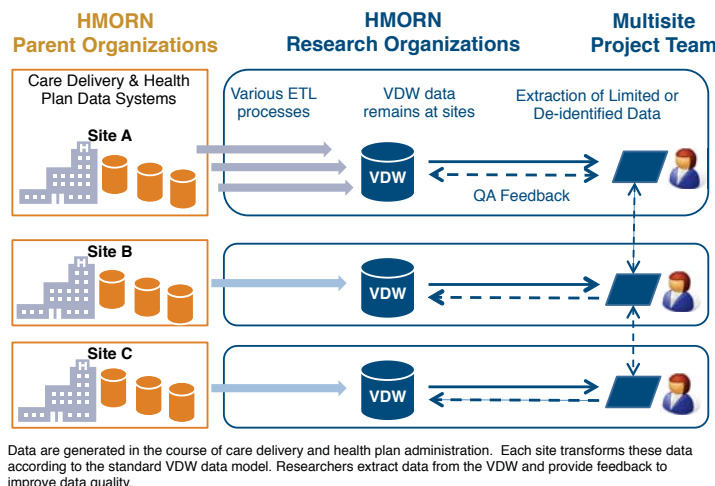 HMORN
Parent Organizations
HMORN
Research Organizations
Multisite
Project Team
Care Delivery & Health
Plan Data Systems
Various ETL
processes
VDW data
remains at sites
Extraction of Limited or
De-identified Data
Site A
H
VDW
QA Feedback
Site B
H
VDW
Site C
H
VDW
Data are generated in the course of care delivery and health plan administration. Each site transforms these data
according to the standard VDW data model. Researchers extract data from the VDW and provide feedback to
improve data quality.